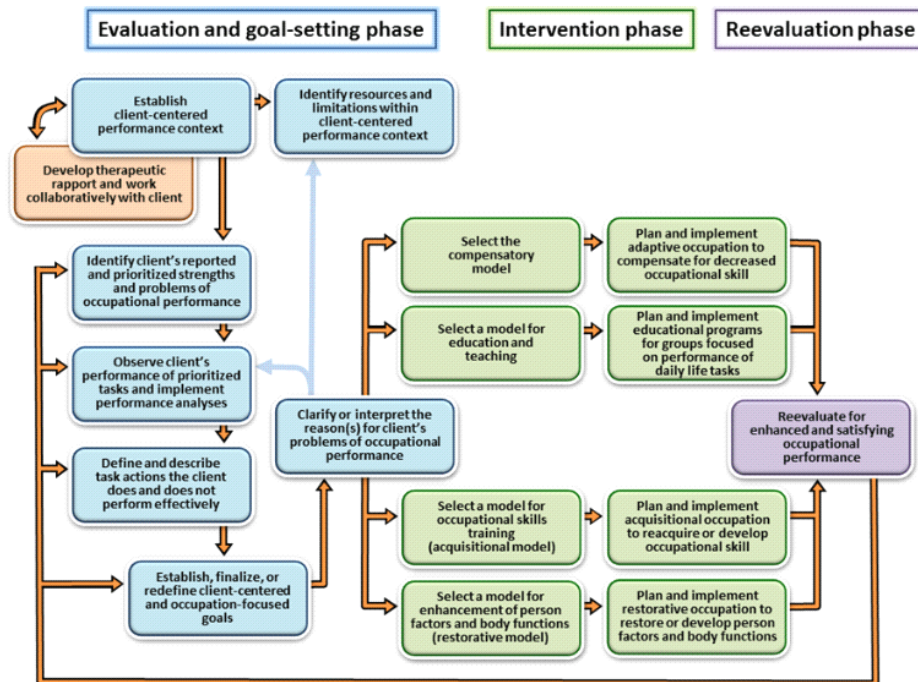 Evaluation and goal-setting phase
Intervention phase
Reevaluation phase
Establish
client-centered
performance context
Identify resources and
limitations within
client-centered
performance context
Develop therapeutic
rapport and work
collaboratively with client
Identify client's reported
and prioritized strengths
and problems of
occupational performance
Observe client's
performance of prioritized
tasks and implement
performance analyses
Define and describe
task actions the client
does and does not
perform effectively
Establish, finalize, or
redefine client-centered
and occupation-focused
goals
Clarify or interpret the
reason(s) for client's
problems of occupational
performance
Select the
compensatory
model
Plan and implement
adaptive occupation to
compensate for decreased
occupational skill
Select a model for
education and
teaching
Plan and implement
educational programs
for groups focused
on performance of
daily life tasks
Select a model for
occupational skills
training
(acquisitional model)
Plan and implement
acquisitional occupation
to reacquire or develop
occupational skill
Select a model for
enhancement of person
factors and body functions
(restorative model)
Plan and implement
restorative occupation to
restore or develop person
factors and body functions
Reevaluate for
enhanced and satisfying
occupational
performance